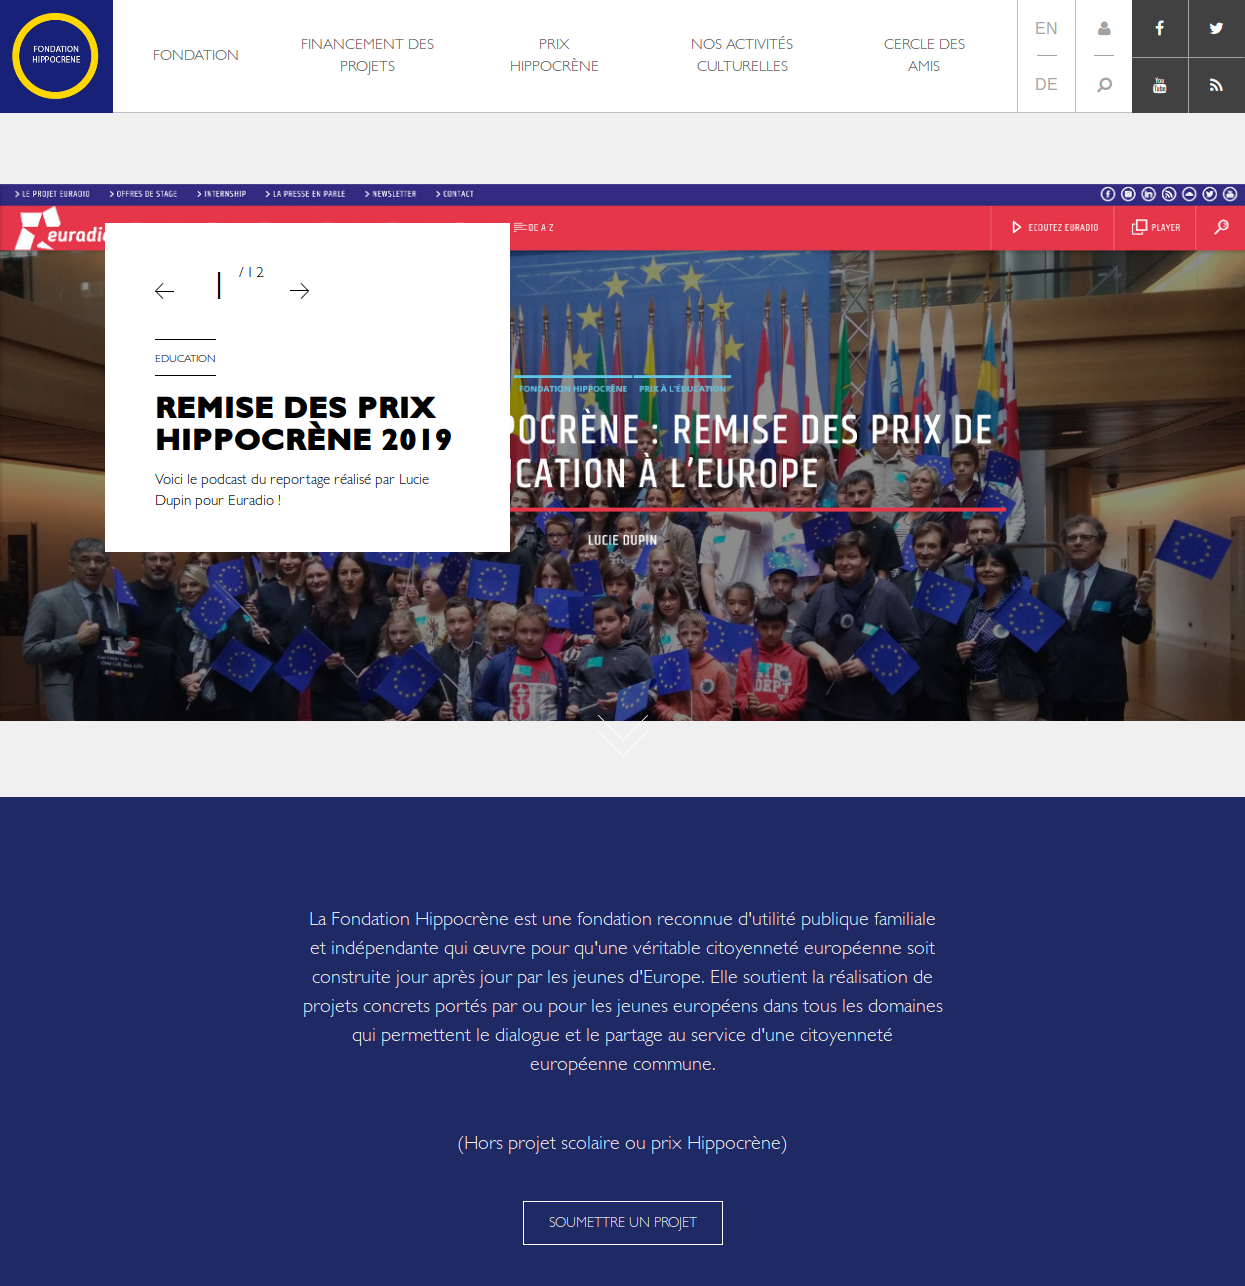 FONDATION
HIPPOCRENE
FONDATION
FINANCEMENT DES
PROJETS
PRIX
HIPPOCRÈNE
NOS ACTIVITÉS
CULTURELLES
CERCLE DES
AMIS
EN
DE
You
Tube
LE PROJET EURADIO
OFFRES DE STAGE
INTERNSHIP
LA PRESSE EN PARLE
NEWSLETTER
CONTACT
DE A-Z
ECOUTEZ EURADIO
PLAYER
1 / 12
EDUCATION
REMISE DES PRIX
HIPPOCRÈNE 2019
Voici le podcast du reportage réalisé par Lucie
Dupin pour Euradio !
FONDATION HIPPOCRÈNE
PRIX À L'ÉDUCATION
POCRÈNE : REMISE DES PRIX DE
CATION À L'EUROPE
LUCIE DUPIN
La Fondation Hippocrène est une fondation reconnue d'utilité publique familiale
et indépendante qui œuvre pour qu'une véritable citoyenneté européenne soit
construite jour après jour par les jeunes d'Europe. Elle soutient la réalisation de
projets concrets portés par ou pour les jeunes européens dans tous les domaines
qui permettent le dialogue et le partage au service d'une citoyenneté
européenne commune.
(Hors projet scolaire ou prix Hippocrène)
SOUMETTRE UN PROJET